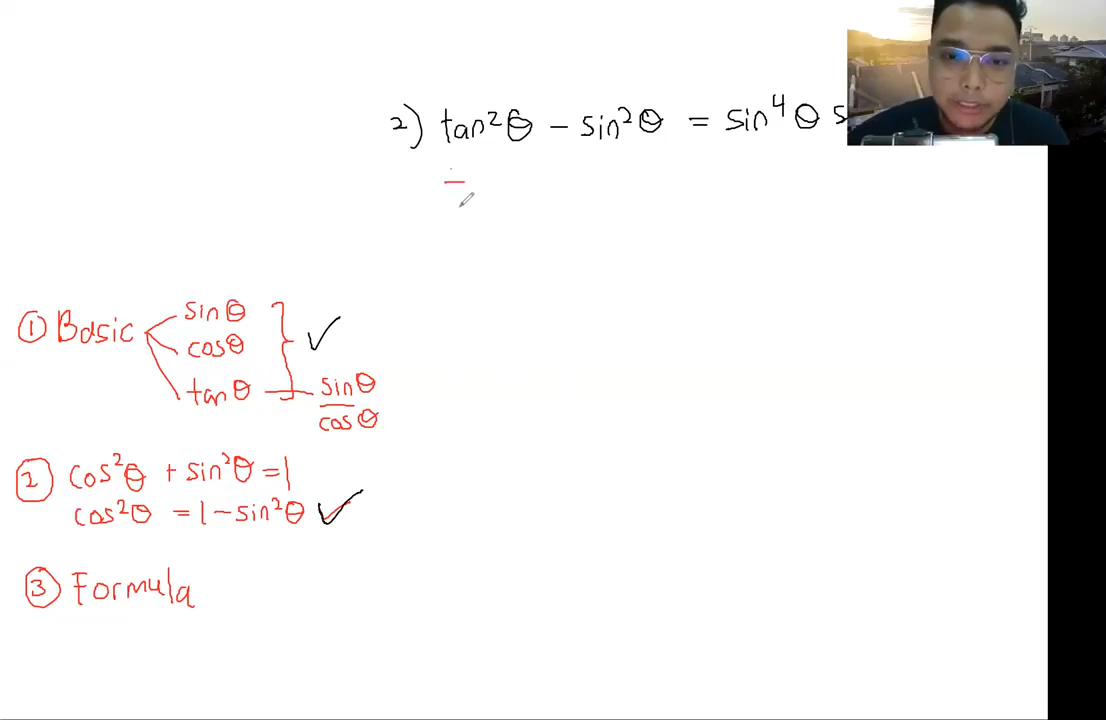 2) tan²θ − sin²θ = sin⁴θ s
① Basic
sinθ
cosθ
tanθ — sinθ/cosθ
② cos²θ + sin²θ = 1
cos²θ = 1 − sin²θ
③ Formula